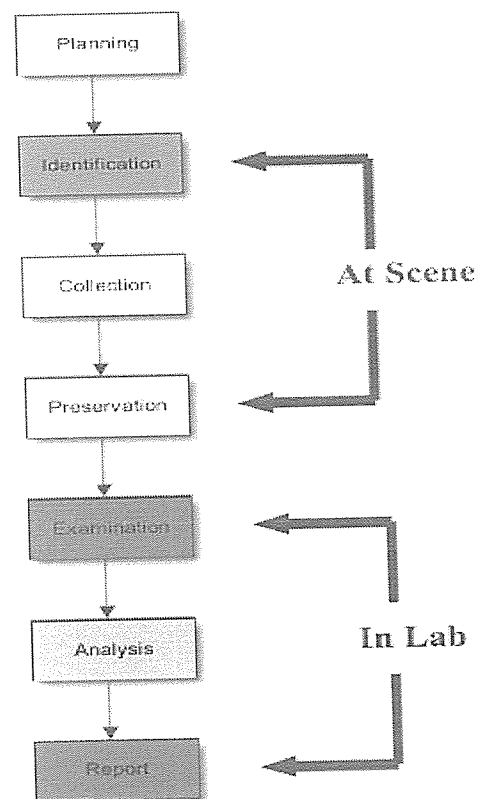 Planning
Identification
Collection
At Scene
Preservation
Examination
Analysis
In Lab
Report